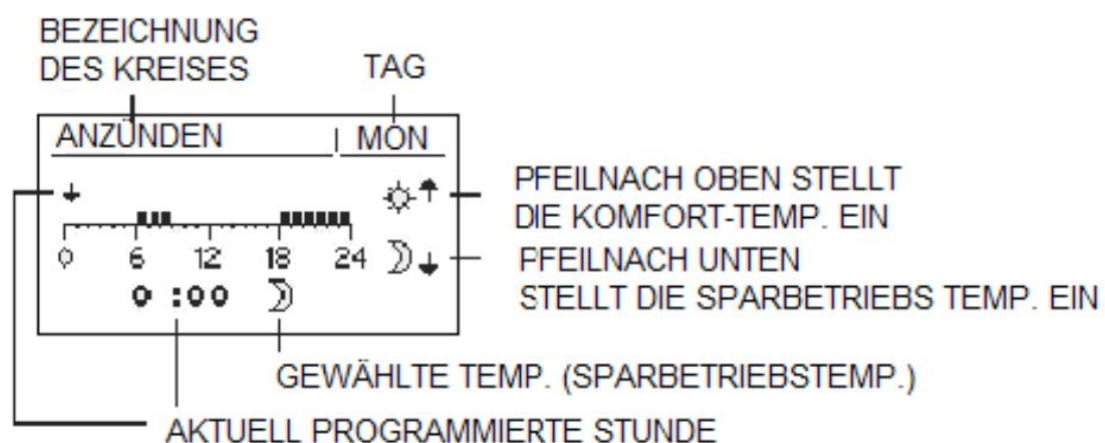 BEZEICHNUNG
DES KREISES
TAG
ANZÜNDEN
MON
PFEILNACH OBEN STELLT
DIE KOMFORT-TEMP. EIN
0 6 12 18 24
PFEILNACH UNTEN
STELLT DIE SPARBETRIEBS TEMP. EIN
0 :00
GEWÄHLTE TEMP. (SPARBETRIEBSTEMP.)
AKTUELL PROGRAMMIERTE STUNDE